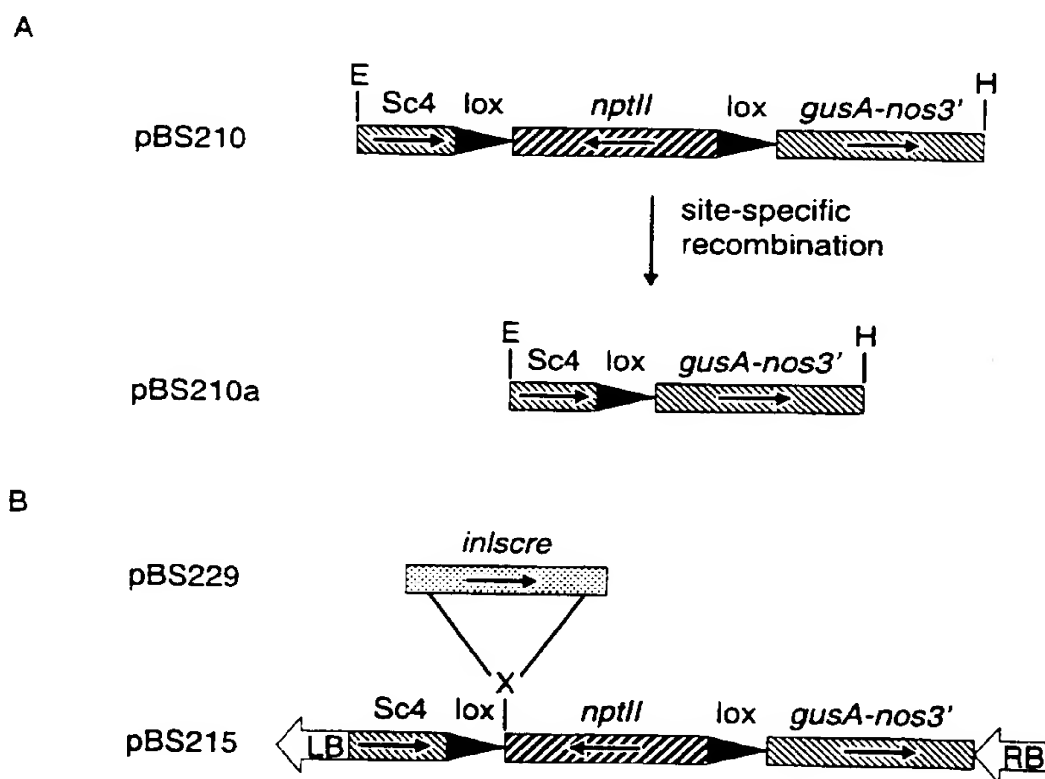 A
E H
Sc4 lox nptII lox gusA-nos3'
pBS210
site-specific
recombination
E H
Sc4 lox gusA-nos3'
pBS210a
B
inlscre
pBS229
X
Sc4 lox nptII lox gusA-nos3'
pBS215 LB RB